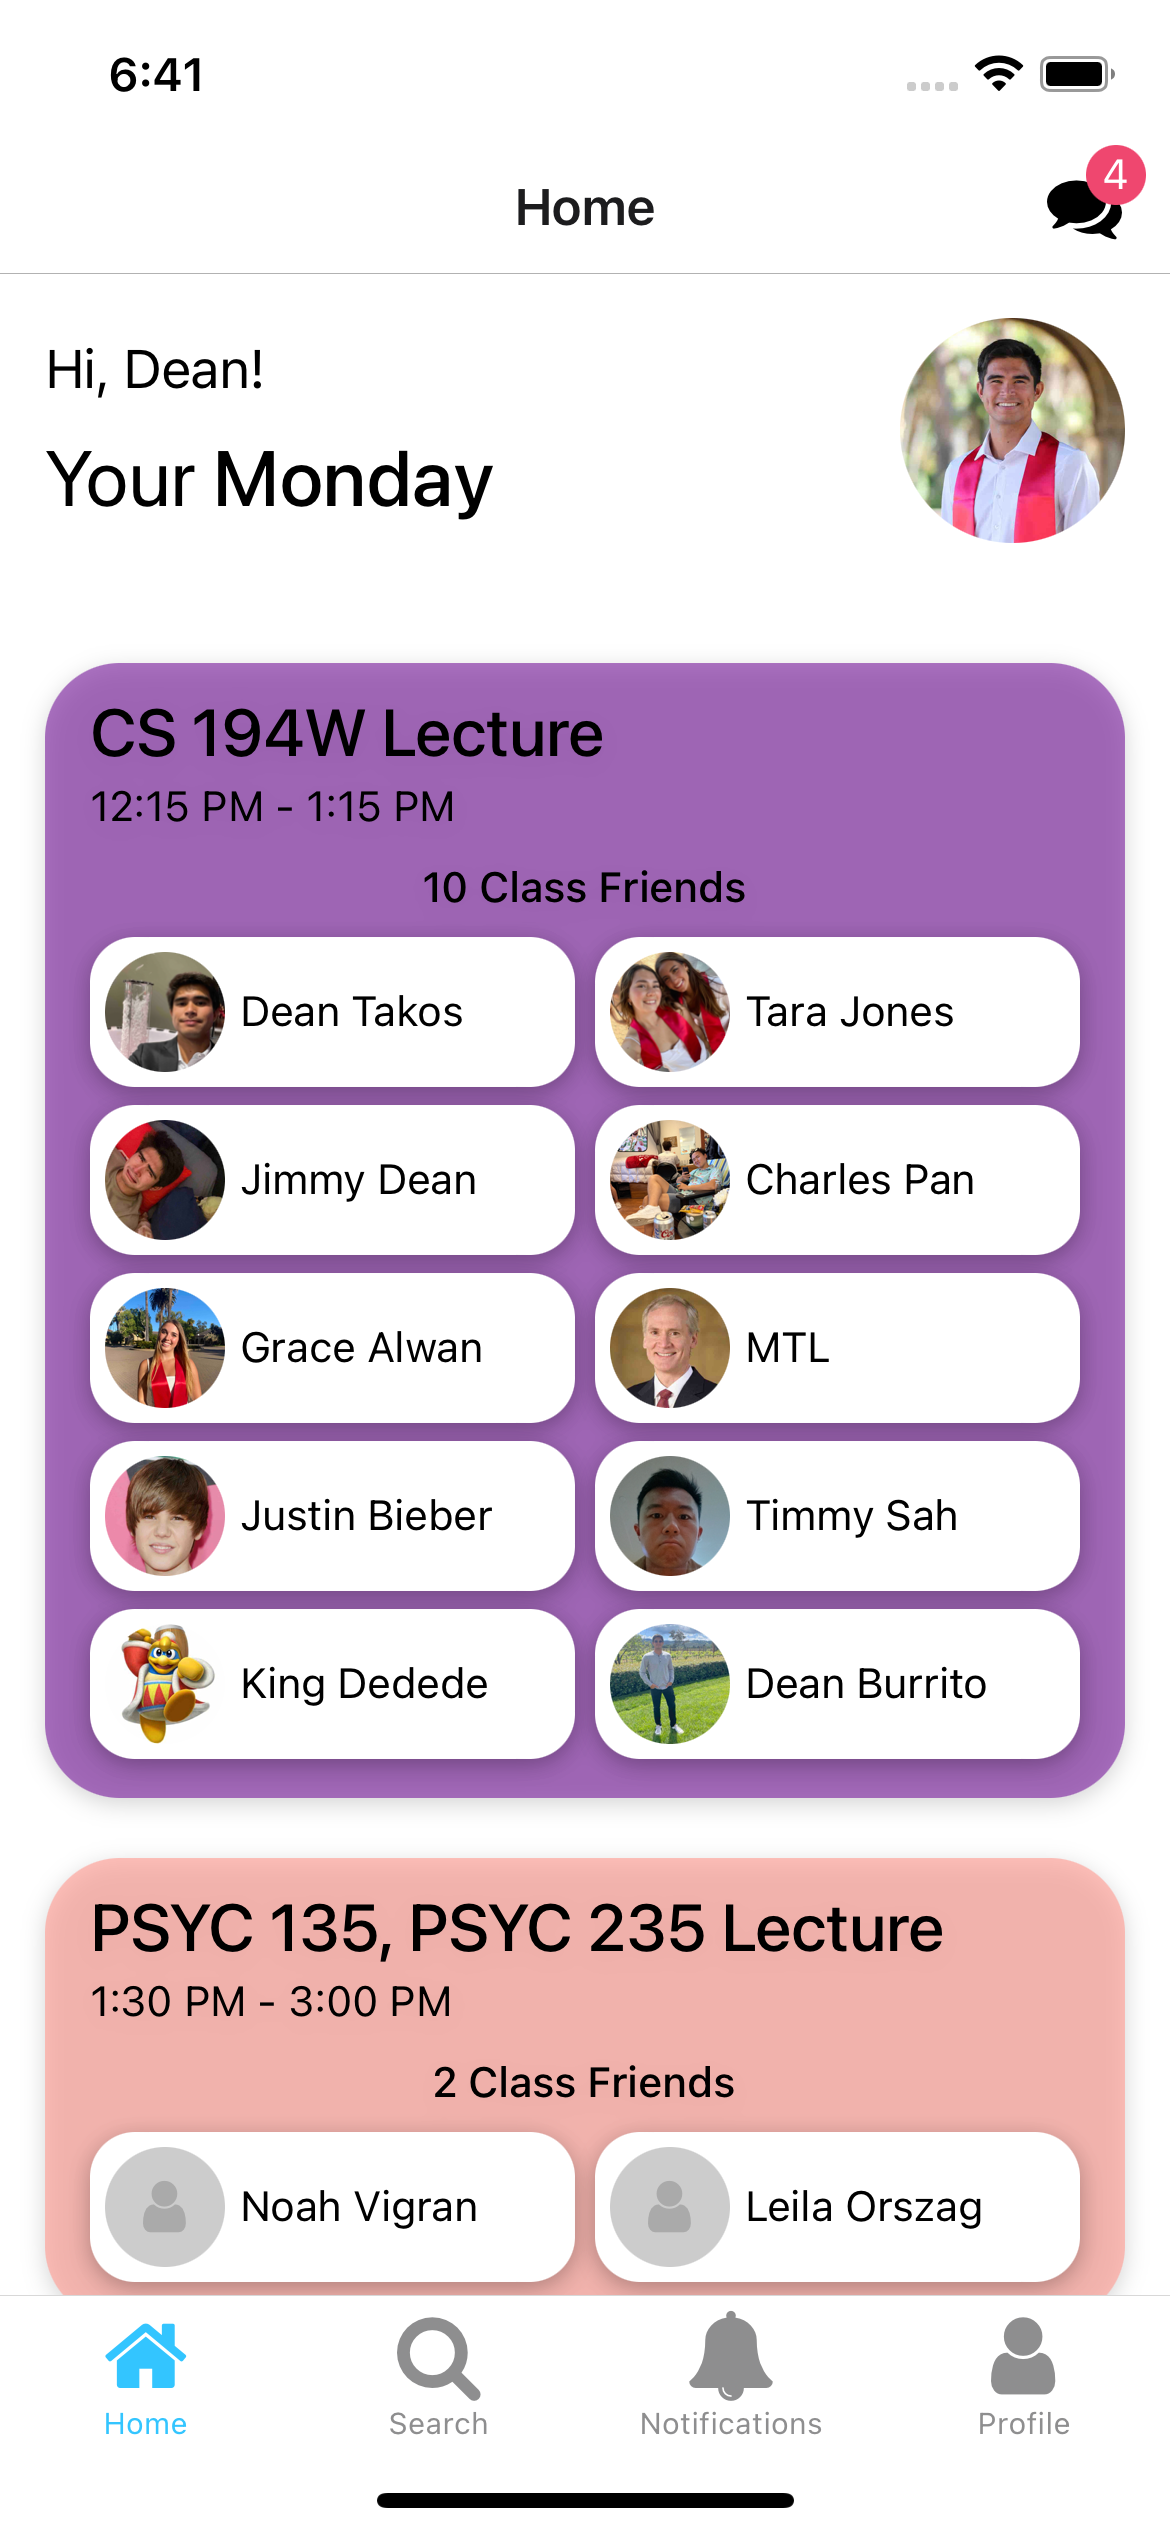 6:41
Home
4
Hi, Dean!
Your Monday
CS 194W Lecture
12:15 PM - 1:15 PM
10 Class Friends
Dean Takos
Tara Jones
Jimmy Dean
Charles Pan
Grace Alwan
MTL
Justin Bieber
Timmy Sah
King Dedede
Dean Burrito
PSYC 135, PSYC 235 Lecture
1:30 PM - 3:00 PM
2 Class Friends
Noah Vigran
Leila Orszag
Home
Search
Notifications
Profile